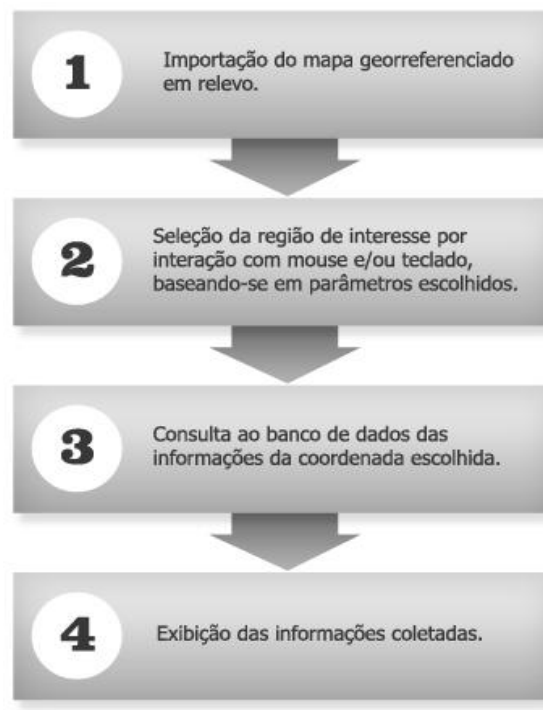 1
Importação do mapa georreferenciado
em relevo.
2
Seleção da região de interesse por
interação com mouse e/ou teclado,
baseando-se em parâmetros escolhidos.
3
Consulta ao banco de dados das
informações da coordenada escolhida.
4
Exibição das informações coletadas.